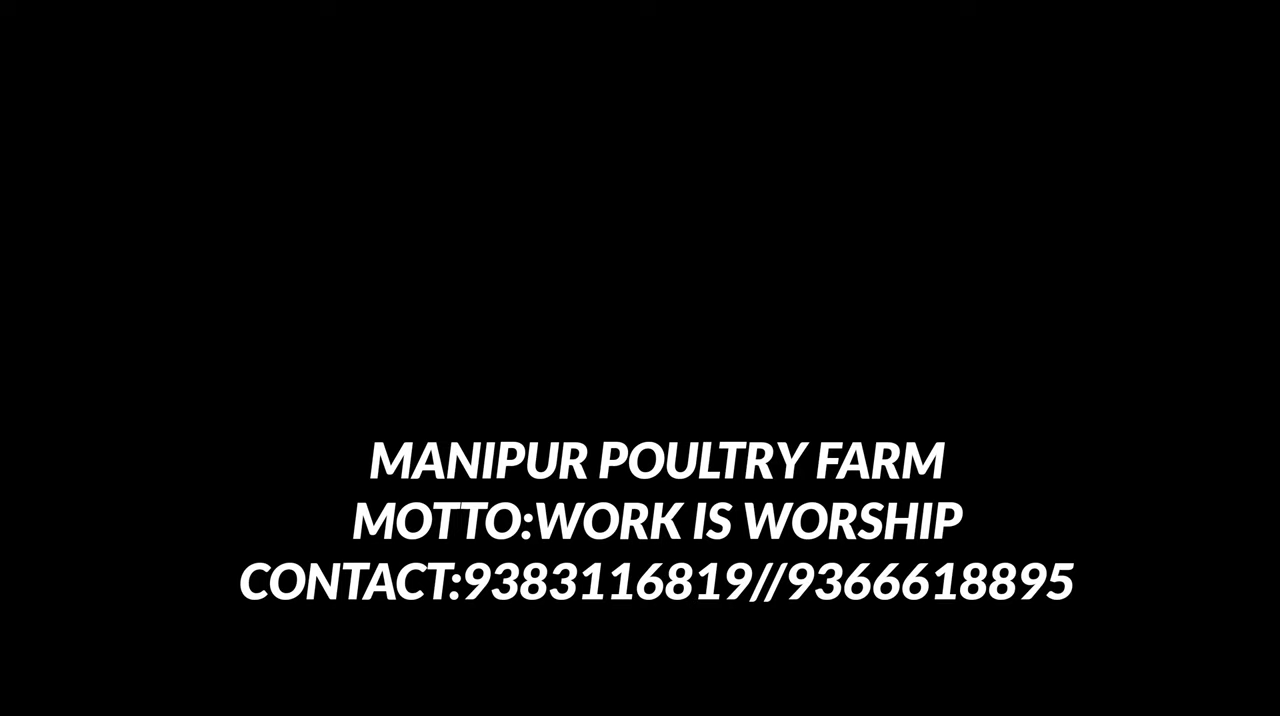 MANIPUR POULTRY FARM
MOTTO:WORK IS WORSHIP
CONTACT:9383116819//9366618895